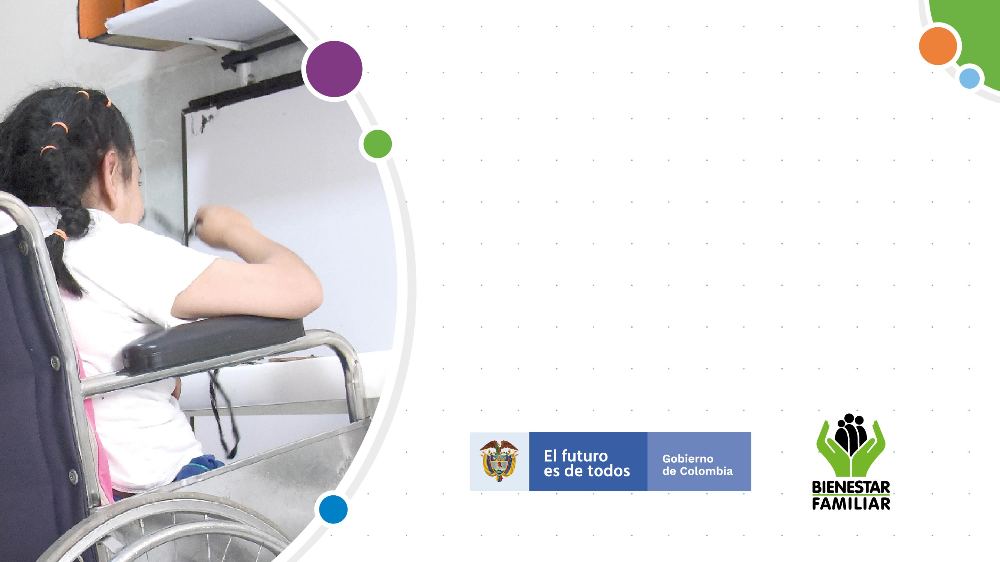 El futuro
es de todos
Gobierno
de Colombia
BIENESTAR
FAMILIAR